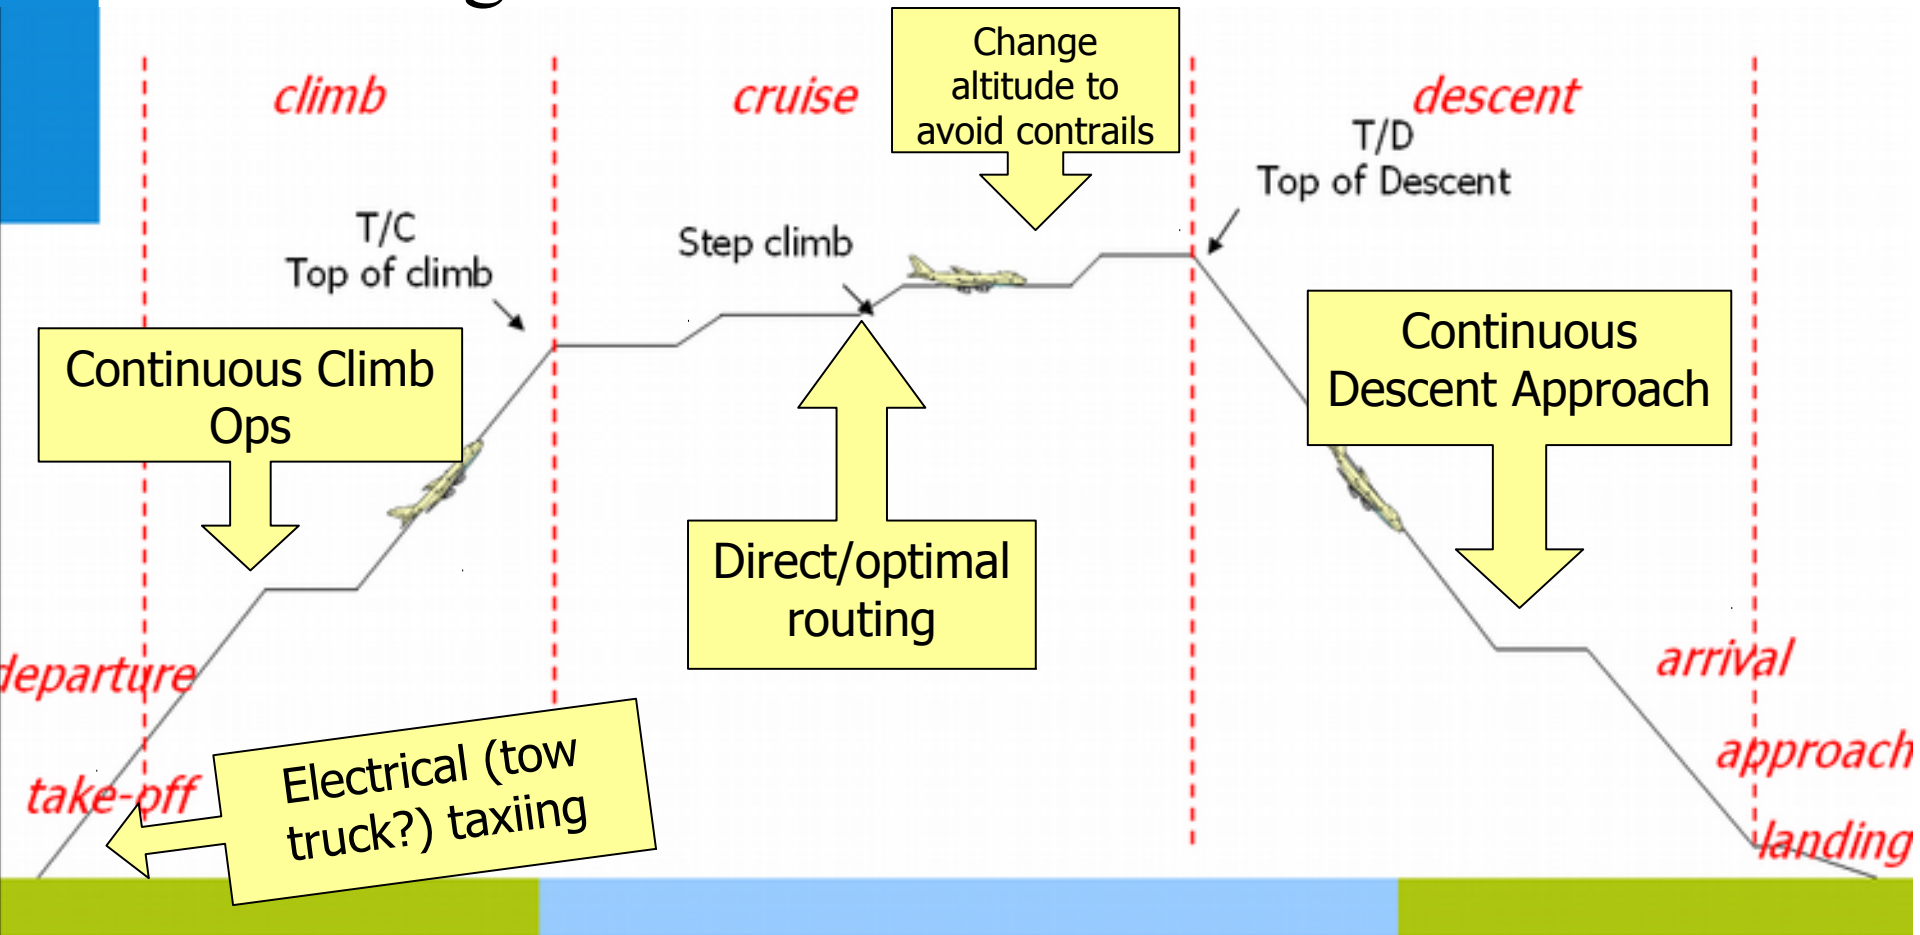 Change
altitude to
avoid contrails
climb
cruise
descent
T/D
Top of Descent
T/C
Top of climb
Step climb
Continuous Climb
Ops
Continuous
Descent Approach
Direct/optimal
routing
departure
arrival
Electrical (tow
truck?) taxiing
take-off
approach
landing